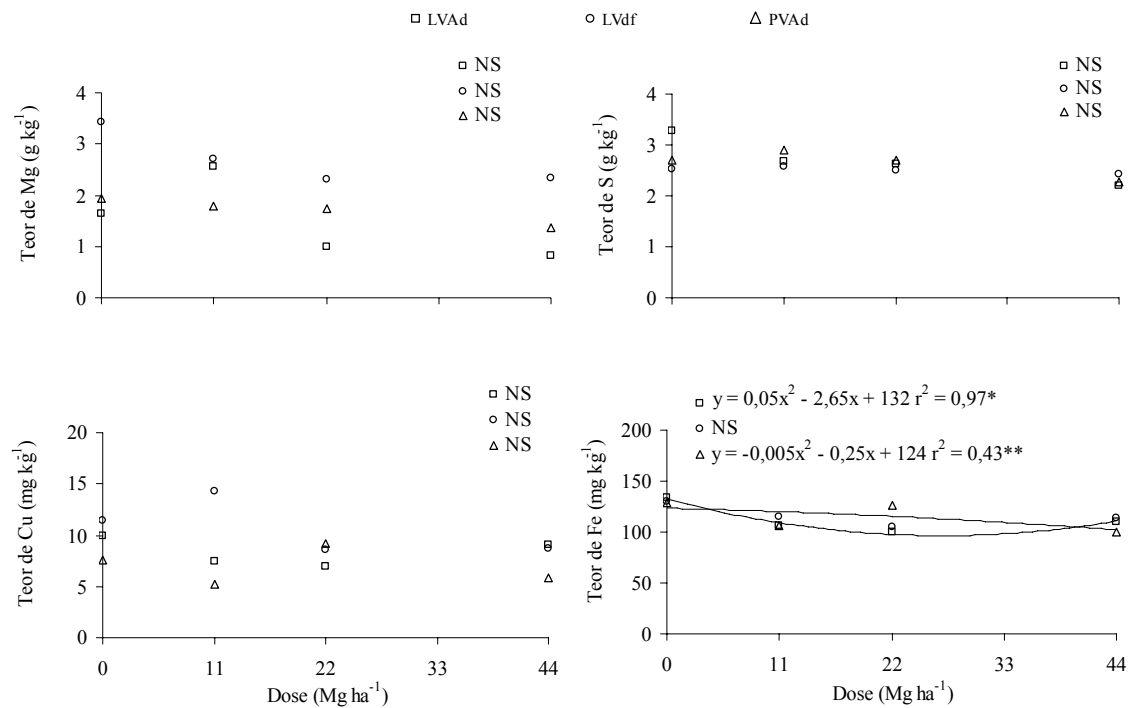 □ LVAd ○ LVdf △ PVAd
□ NS
○ NS
△ NS
Teor de Mg (g kg⁻¹)
4
3
2
1
0
□ NS
○ NS
△ NS
Teor de S (g kg⁻¹)
4
3
2
1
0
□ NS
○ NS
△ NS
Teor de Cu (mg kg⁻¹)
20
15
10
5
0
0 11 22 33 44
Dose (Mg ha⁻¹)
□ y = 0,05x² - 2,65x + 132 r² = 0,97*
○ NS
△ y = -0,005x² - 0,25x + 124 r² = 0,43**
Teor de Fe (mg kg⁻¹)
200
150
100
50
0
0 11 22 33 44
Dose (Mg ha⁻¹)